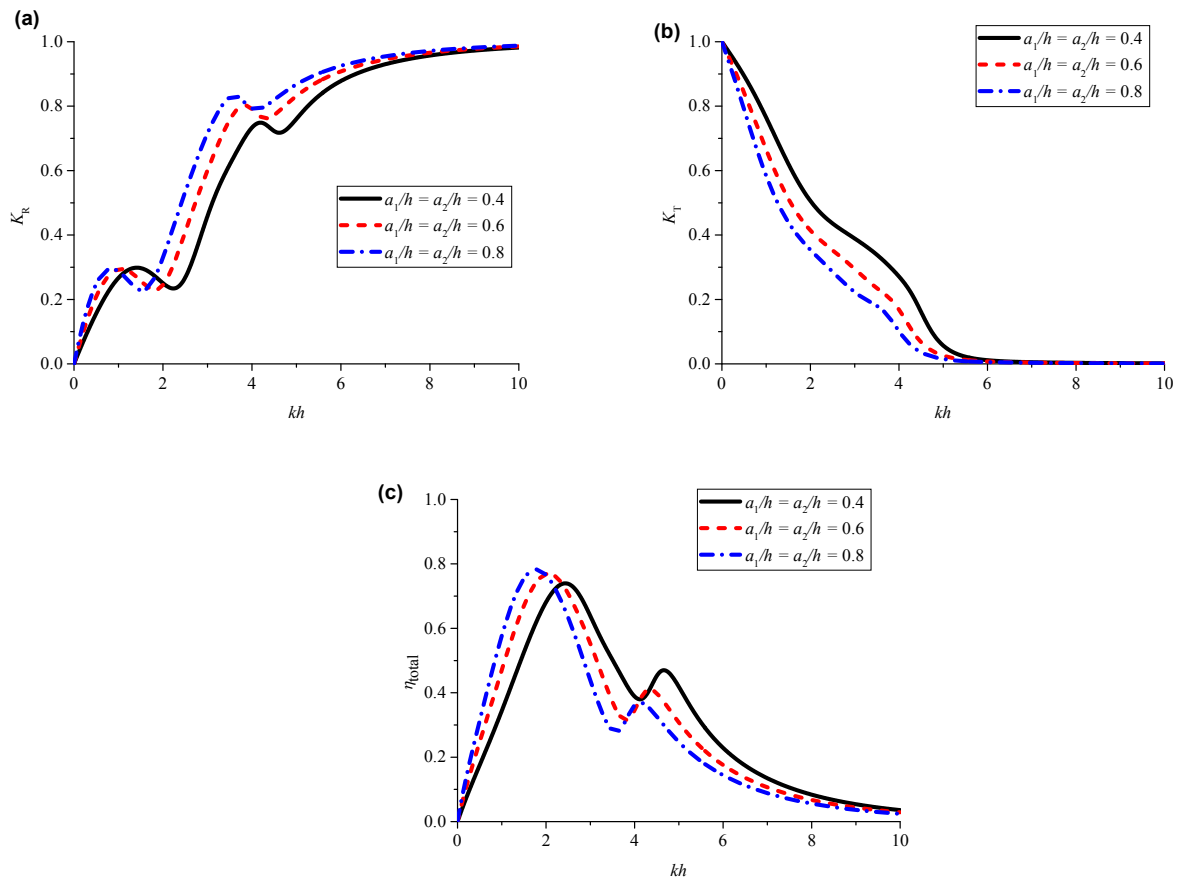 (a)
1.0
0.8
0.6
0.4
0.2
0.0
K_R
a_1/h = a_2/h = 0.4
a_1/h = a_2/h = 0.6
a_1/h = a_2/h = 0.8
0 2 4 6 8 10
kh
(b)
1.0
0.8
0.6
0.4
0.2
0.0
K_T
a_1/h = a_2/h = 0.4
a_1/h = a_2/h = 0.6
a_1/h = a_2/h = 0.8
0 2 4 6 8 10
kh
(c)
1.0
0.8
0.6
0.4
0.2
0.0
η_total
a_1/h = a_2/h = 0.4
a_1/h = a_2/h = 0.6
a_1/h = a_2/h = 0.8
0 2 4 6 8 10
kh